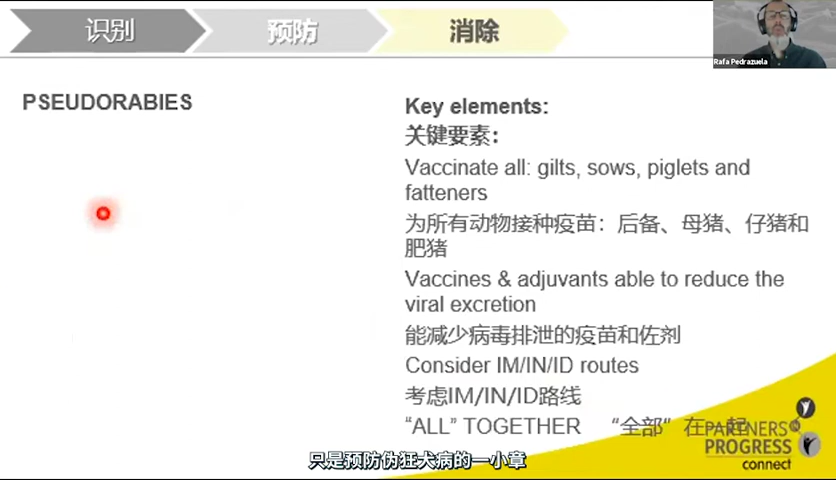 识别
预防
消除
Rafa Pedrazuela
PSEUDORABIES
Key elements:
关键要素：
Vaccinate all: gilts, sows, piglets and
fatteners
为所有动物接种疫苗：后备、母猪、仔猪和
肥猪
Vaccines & adjuvants able to reduce the
viral excretion
能减少病毒排泄的疫苗和佐剂
Consider IM/IN/ID routes
考虑IM/IN/ID路线
“ALL” TOGETHER “全部”在一起
PARTNERS IN
PROGRESS
connect
只是预防伪狂犬病的一小章